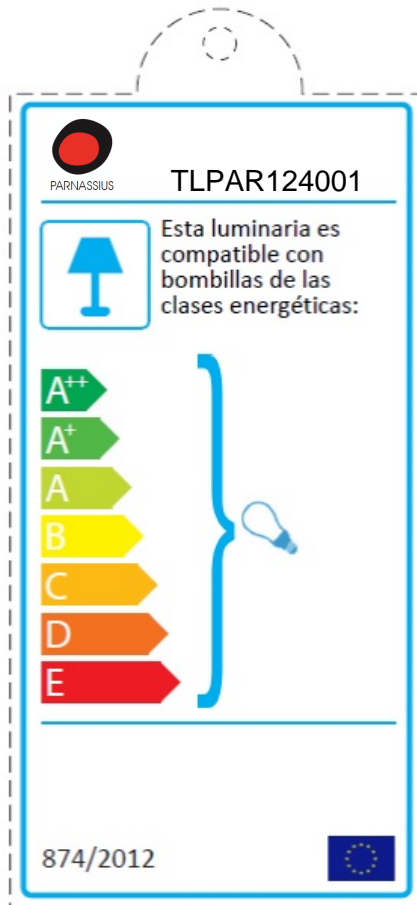 PARNASSIUS
TLPAR124001
Esta luminaria es
compatible con
bombillas de las
clases energéticas:
A++
A+
A
B
C
D
E
874/2012